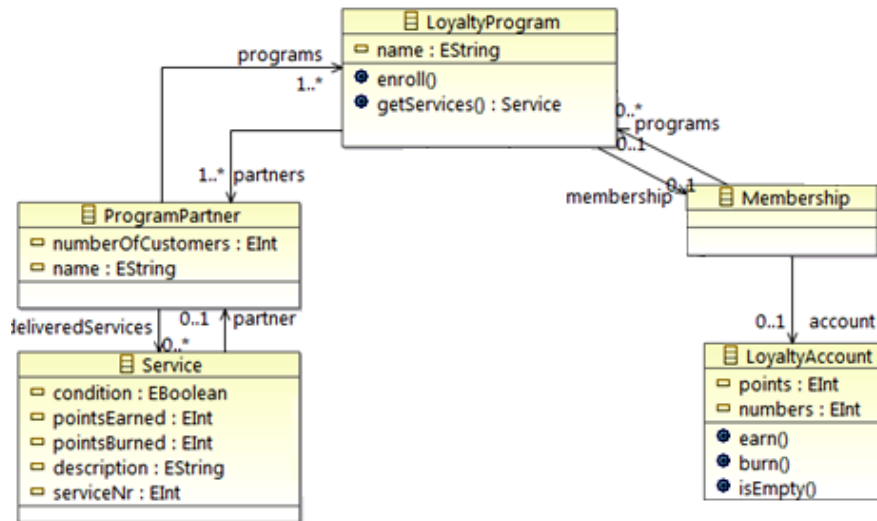 LoyaltyProgram
name : EString
enroll()
getServices() : Service
programs
1..*
0..*
programs
0..1
1..* partners
membership
0..1
Membership
ProgramPartner
numberOfCustomers : EInt
name : EString
deliveredServices
0..*
0..1 partner
0..1 account
Service
condition : EBoolean
pointsEarned : EInt
pointsBurned : EInt
description : EString
serviceNr : EInt
LoyaltyAccount
points : EInt
numbers : EInt
earn()
burn()
isEmpty()